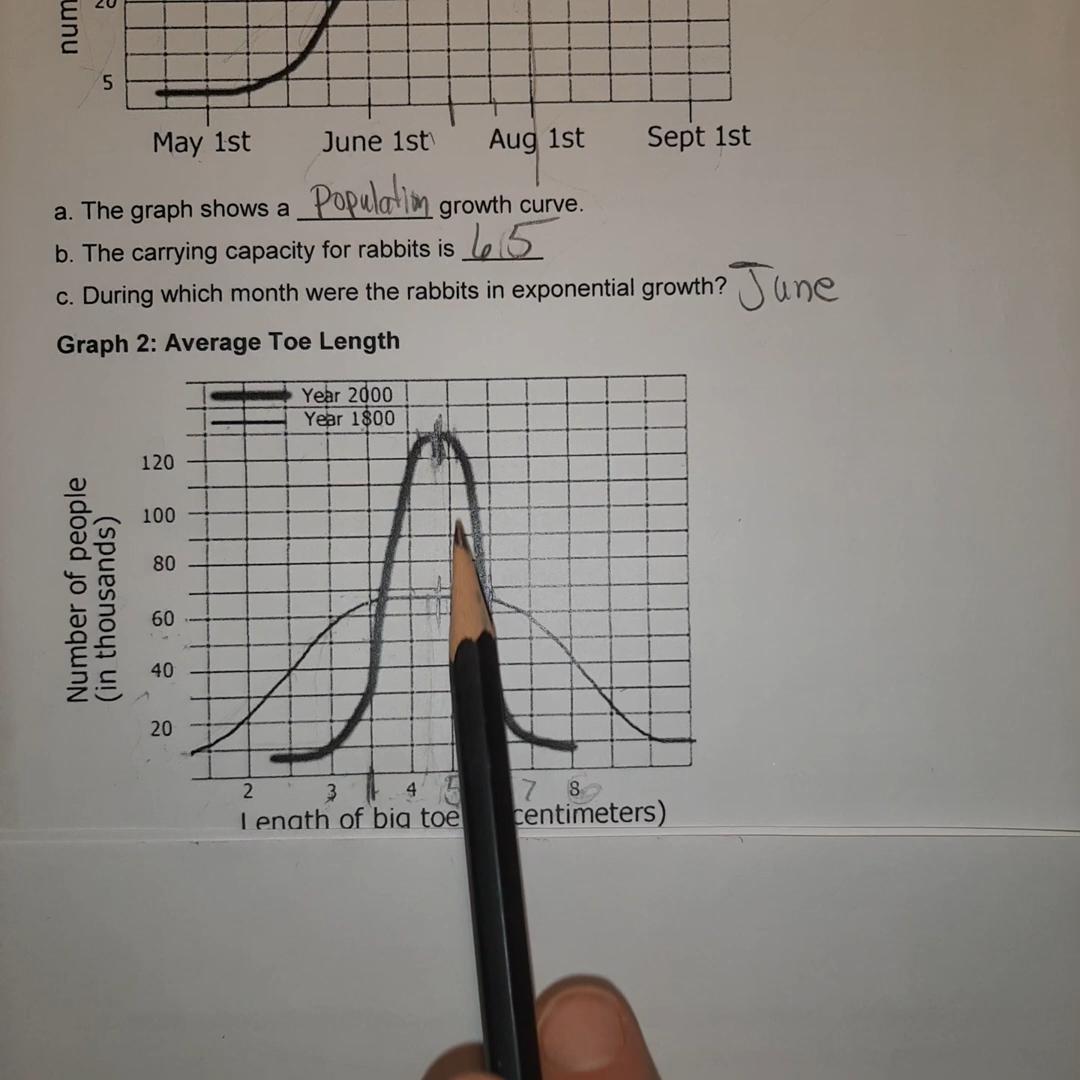 num
20
5
May 1st June 1st Aug 1st Sept 1st
a. The graph shows a Population growth curve.
b. The carrying capacity for rabbits is 65
c. During which month were the rabbits in exponential growth? June
Graph 2: Average Toe Length
Year 2000
Year 1800
Number of people
(in thousands)
120
100
80
60
40
20
2 3 4 5 7 8
Length of big toe centimeters)